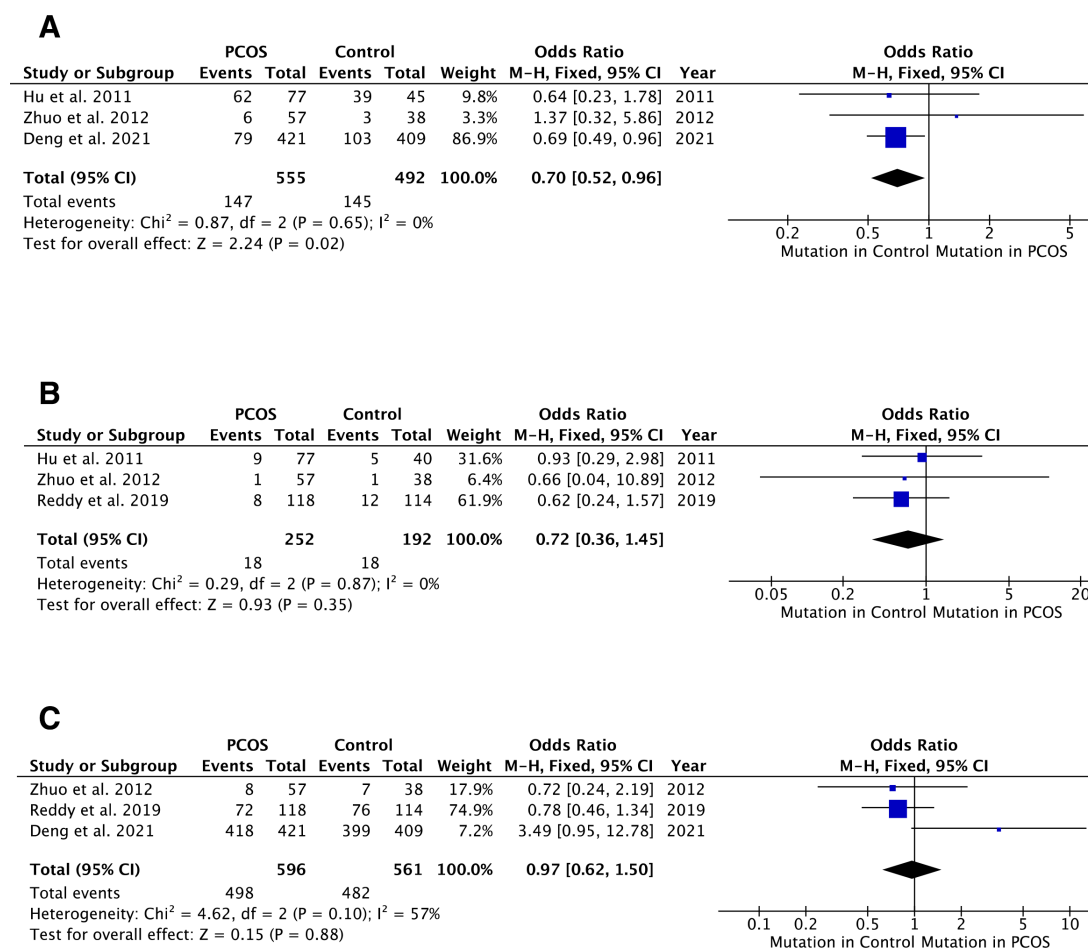 A
PCOS Control Odds Ratio Odds Ratio
Study or Subgroup Events Total Events Total Weight M-H, Fixed, 95% CI Year M-H, Fixed, 95% CI
Hu et al. 2011 62 77 39 45 9.8% 0.64 [0.23, 1.78] 2011
Zhuo et al. 2012 6 57 3 38 3.3% 1.37 [0.32, 5.86] 2012
Deng et al. 2021 79 421 103 409 86.9% 0.69 [0.49, 0.96] 2021
Total (95% CI) 555 492 100.0% 0.70 [0.52, 0.96]
Total events 147 145
Heterogeneity: Chi² = 0.87, df = 2 (P = 0.65); I² = 0%
Test for overall effect: Z = 2.24 (P = 0.02)
0.2 0.5 1 2 5
Mutation in Control Mutation in PCOS
B
PCOS Control Odds Ratio Odds Ratio
Study or Subgroup Events Total Events Total Weight M-H, Fixed, 95% CI Year M-H, Fixed, 95% CI
Hu et al. 2011 9 77 5 40 31.6% 0.93 [0.29, 2.98] 2011
Zhuo et al. 2012 1 57 1 38 6.4% 0.66 [0.04, 10.89] 2012
Reddy et al. 2019 8 118 12 114 61.9% 0.62 [0.24, 1.57] 2019
Total (95% CI) 252 192 100.0% 0.72 [0.36, 1.45]
Total events 18 18
Heterogeneity: Chi² = 0.29, df = 2 (P = 0.87); I² = 0%
Test for overall effect: Z = 0.93 (P = 0.35)
0.05 0.2 1 5 20
Mutation in Control Mutation in PCOS
C
PCOS Control Odds Ratio Odds Ratio
Study or Subgroup Events Total Events Total Weight M-H, Fixed, 95% CI Year M-H, Fixed, 95% CI
Zhuo et al. 2012 8 57 7 38 17.9% 0.72 [0.24, 2.19] 2012
Reddy et al. 2019 72 118 76 114 74.9% 0.78 [0.46, 1.34] 2019
Deng et al. 2021 418 421 399 409 7.2% 3.49 [0.95, 12.78] 2021
Total (95% CI) 596 561 100.0% 0.97 [0.62, 1.50]
Total events 498 482
Heterogeneity: Chi² = 4.62, df = 2 (P = 0.10); I² = 57%
Test for overall effect: Z = 0.15 (P = 0.88)
0.1 0.2 0.5 1 2 5 10
Mutation in Control Mutation in PCOS